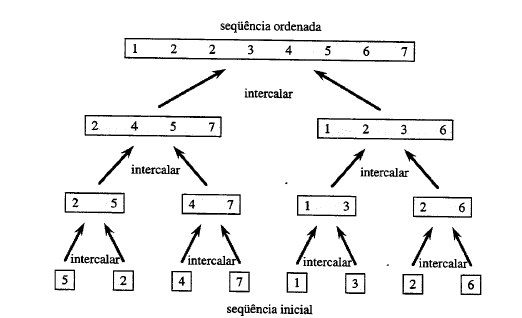 seqüência ordenada
1 2 2 3 4 5 6 7
intercalar
2 4 5 7
1 2 3 6
intercalar
intercalar
2 5
4 7
1 3
2 6
intercalar
intercalar
intercalar
intercalar
5
2
4
7
1
3
2
6
seqüência inicial